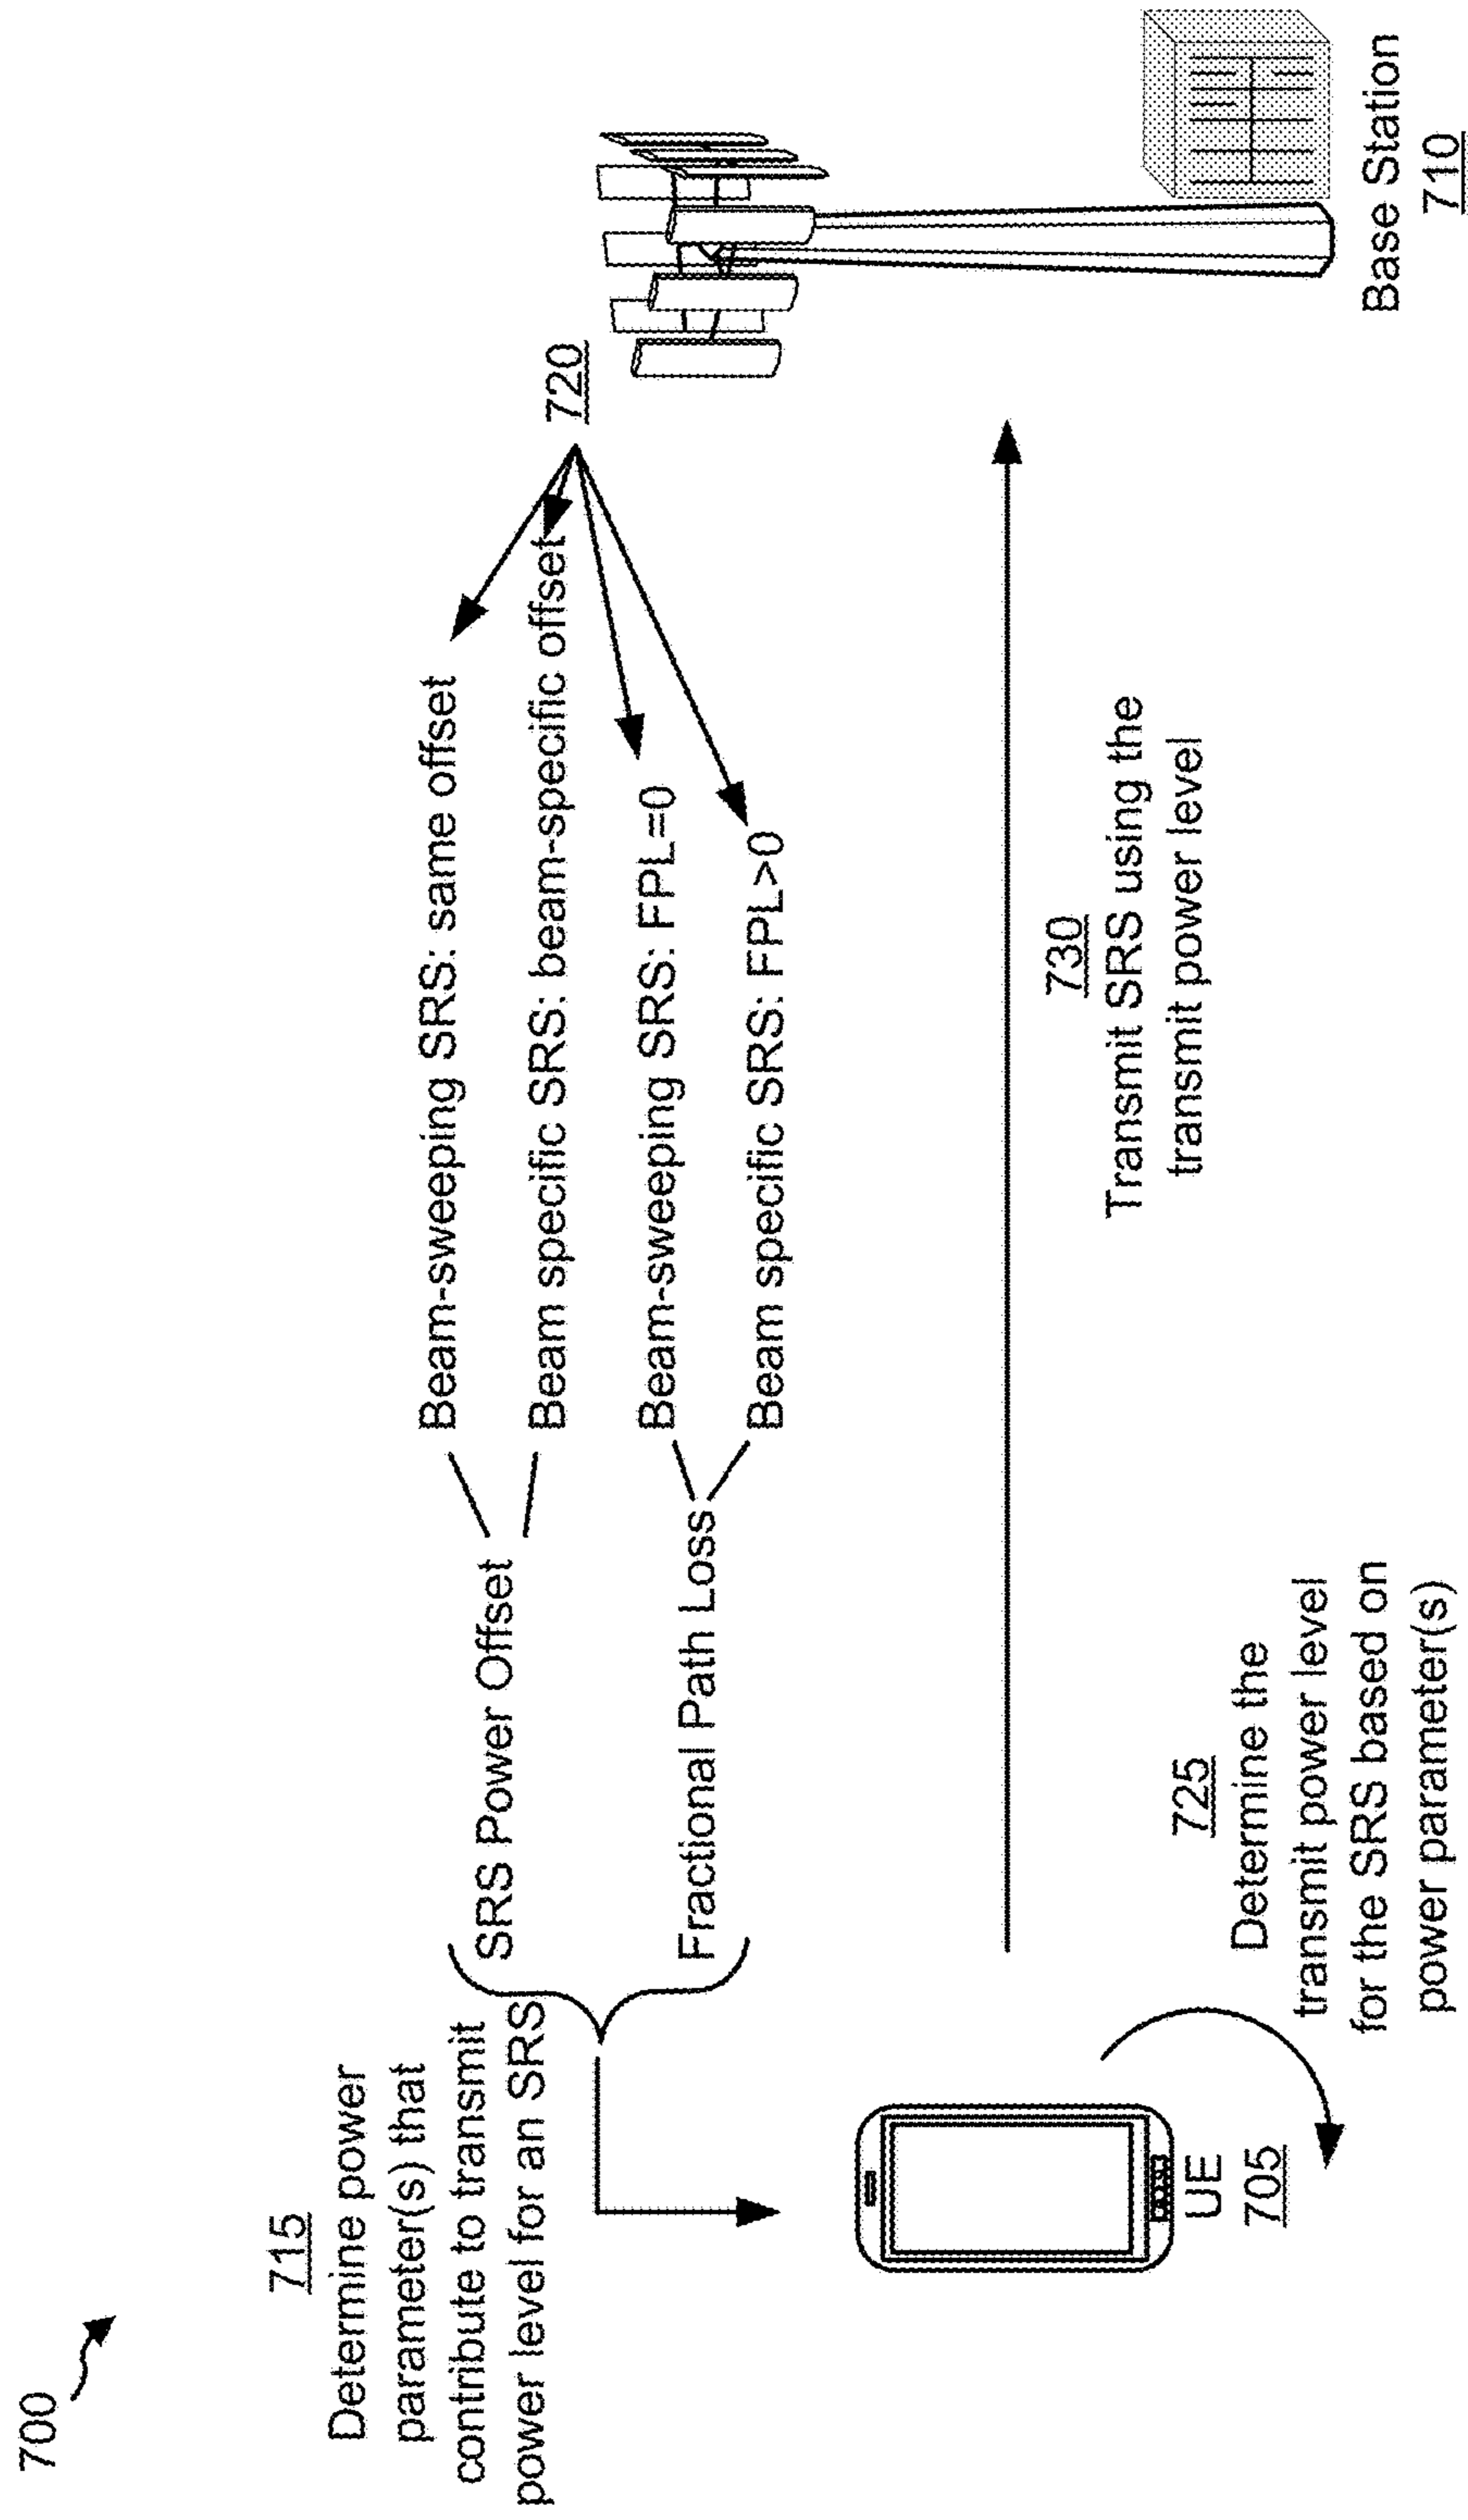 700
715
Determine power
parameter(s) that
contribute to transmit
power level for an SRS
SRS Power Offset
Beam-sweeping SRS: same offset
Beam specific SRS: beam-specific offset
Fractional Path Loss
Beam-sweeping SRS: FPL=0
Beam specific SRS: FPL>0
720
UE
705
725
Determine the
transmit power level
for the SRS based on
power parameter(s)
730
Transmit SRS using the
transmit power level
Base Station
710